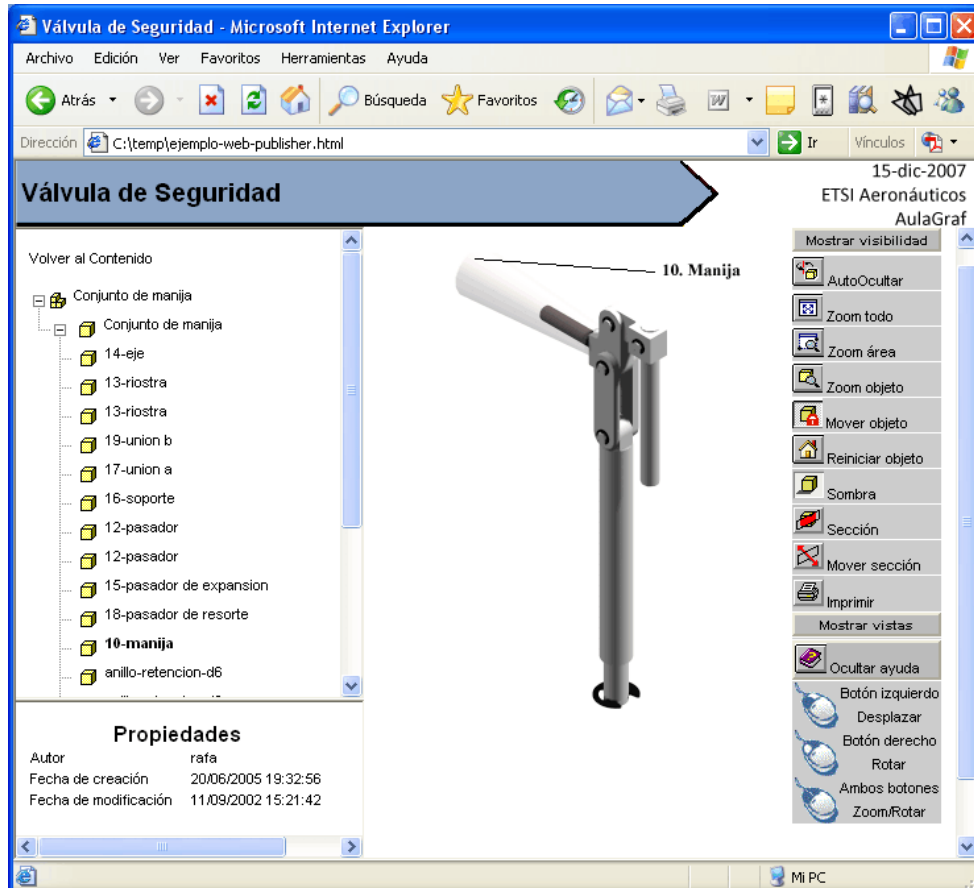 Válvula de Seguridad - Microsoft Internet Explorer
Archivo Edición Ver Favoritos Herramientas Ayuda
Atrás Búsqueda Favoritos
Dirección C:\temp\ejemplo-web-publisher.html Ir Vínculos
Válvula de Seguridad
15-dic-2007
ETSI Aeronáuticos
AulaGraf
Volver al Contenido
Conjunto de manija
Conjunto de manija
14-eje
13-riostra
13-riostra
19-union b
17-union a
16-soporte
12-pasador
12-pasador
15-pasador de expansion
18-pasador de resorte
10-manija
anillo-retencion-d6
Propiedades
Autor rafa
Fecha de creación 20/06/2005 19:32:56
Fecha de modificación 11/09/2002 15:21:42
10. Manija
Mostrar visibilidad
AutoOcultar
Zoom todo
Zoom área
Zoom objeto
Mover objeto
Reiniciar objeto
Sombra
Sección
Mover sección
Imprimir
Mostrar vistas
Ocultar ayuda
Botón izquierdo
Desplazar
Botón derecho
Rotar
Ambos botones
Zoom/Rotar
Mi PC